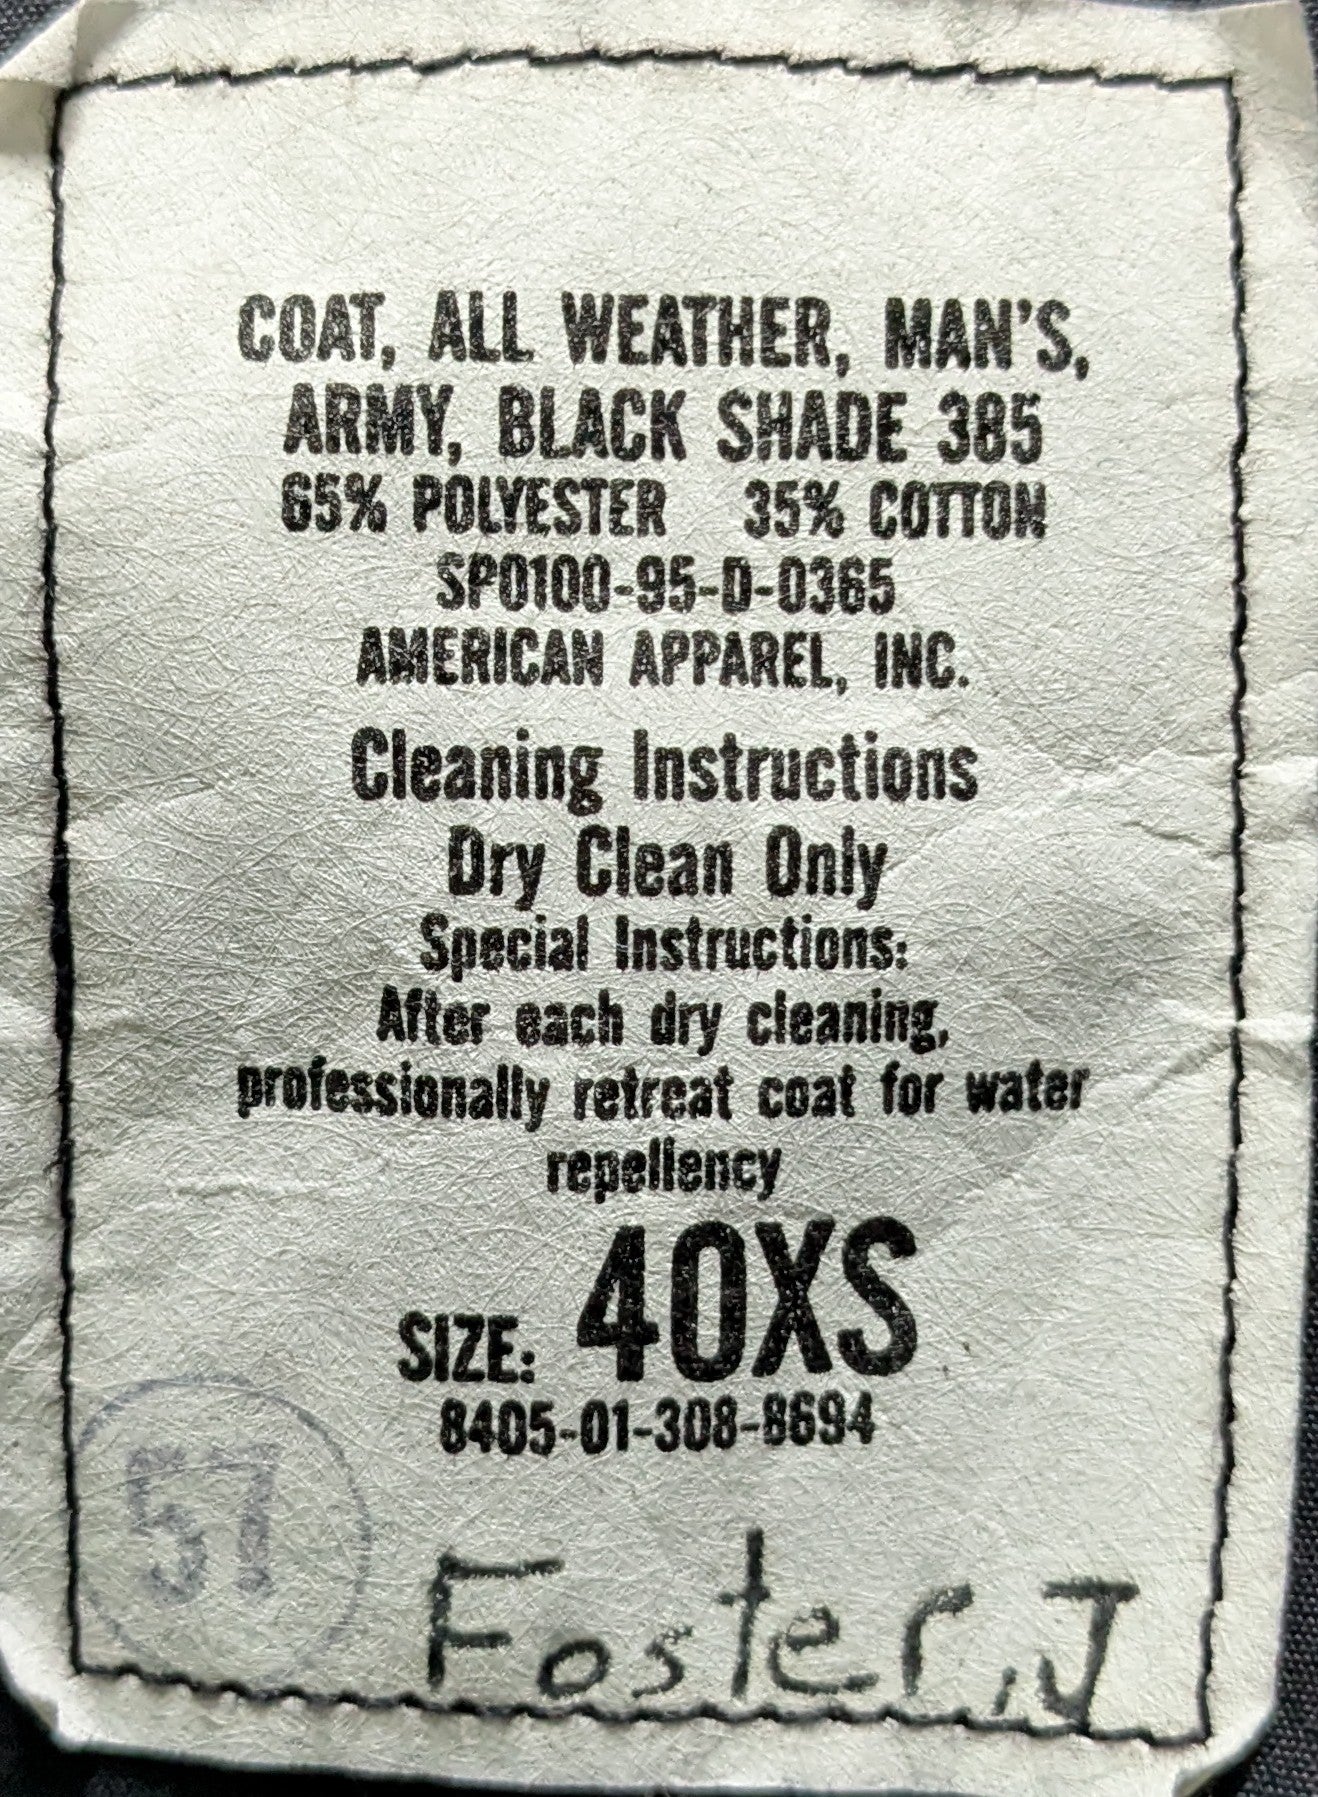 COAT, ALL WEATHER, MAN'S,
ARMY, BLACK SHADE 385
65% POLYESTER 35% COTTON
SP0100-95-D-0365
AMERICAN APPAREL, INC.
Cleaning Instructions
Dry Clean Only
Special Instructions:
After each dry cleaning,
professionally retreat coat for water
repellency
SIZE: 40XS
8405-01-308-8694
57
Foster, J